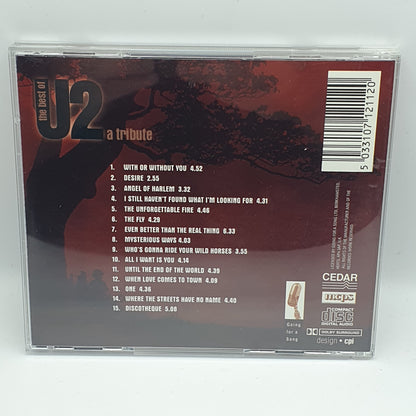 the best of
U2
a tribute
1. WITH OR WITHOUT YOU 4.52
2. DESIRE 2.55
3. ANGEL OF HARLEM 3.32
4. I STILL HAVEN'T FOUND WHAT I'M LOOKING FOR 4.31
5. THE UNFORGETTABLE FIRE 4.46
6. THE FLY 4.29
7. EVEN BETTER THAN THE REAL THING 3.33
8. MYSTERIOUS WAYS 4.03
9. WHO'S GONNA RIDE YOUR WILD HORSES 3.55
10. ALL I WANT IS YOU 4.14
11. UNTIL THE END OF THE WORLD 4.39
12. WHEN LOVE COMES TO TOWN 4.09
13. ONE 4.36
14. WHERE THE STREETS HAVE NO NAME 4.40
15. DISCOTHEQUE 5.08
5 033107 121120
CEDAR
mcps
COMPACT
disc
DIGITAL AUDIO
DOLBY SURROUND
design • cpi
Going
for a
Song